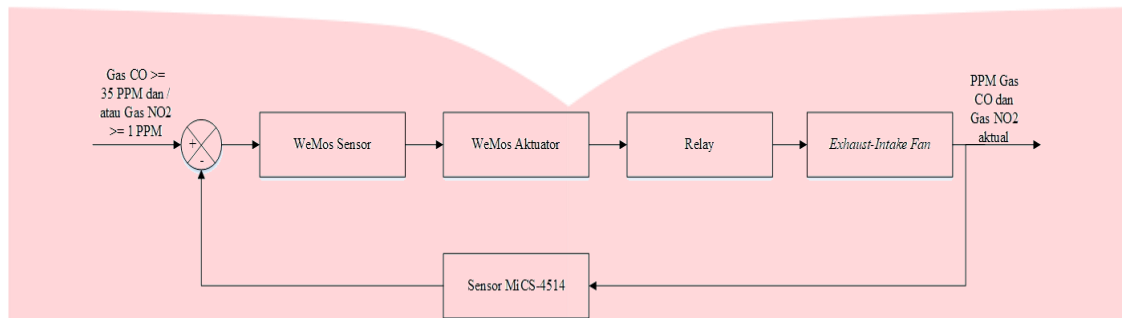 Gas CO >=
35 PPM dan /
atau Gas NO2
>= 1 PPM
+
-
WeMos Sensor
WeMos Aktuator
Relay
Exhaust-Intake Fan
PPM Gas
CO dan
Gas NO2
aktual
Sensor MiCS-4514